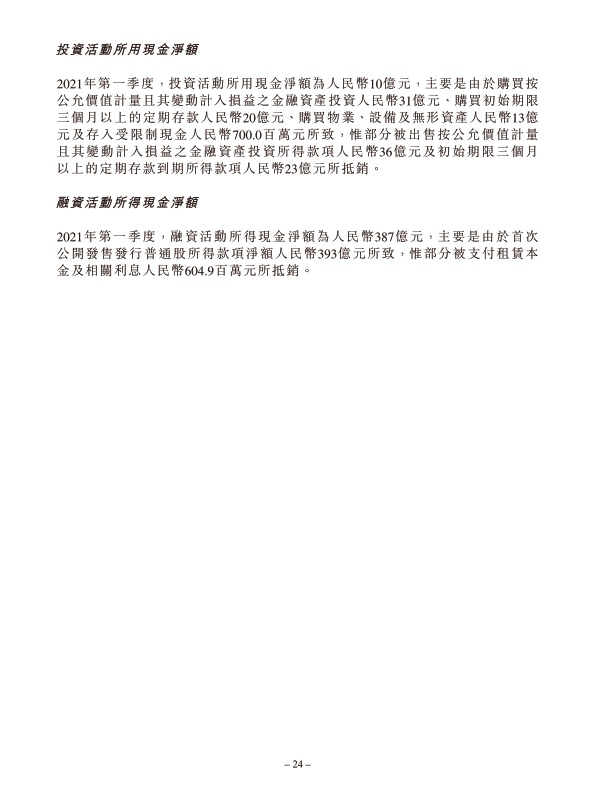 投資活動所用現金淨額
2021年第一季度，投資活動所用現金淨額為人民幣10億元，主要是由於購買按
公允價值計量且其變動計入損益之金融資產投資人民幣31億元、購買初始期限
三個月以上的定期存款人民幣20億元、購買物業、設備及無形資產人民幣13億
元及存入受限制現金人民幣700.0百萬元所致，惟部分被出售按公允價值計量
且其變動計入損益之金融資產投資所得款項人民幣36億元及初始期限三個月
以上的定期存款到期所得款項人民幣23億元所抵銷。
融資活動所得現金淨額
2021年第一季度，融資活動所得現金淨額為人民幣387億元，主要是由於首次
公開發售發行普通股所得款項淨額人民幣393億元所致，惟部分被支付租賃本
金及相關利息人民幣604.9百萬元所抵銷。
– 24 –